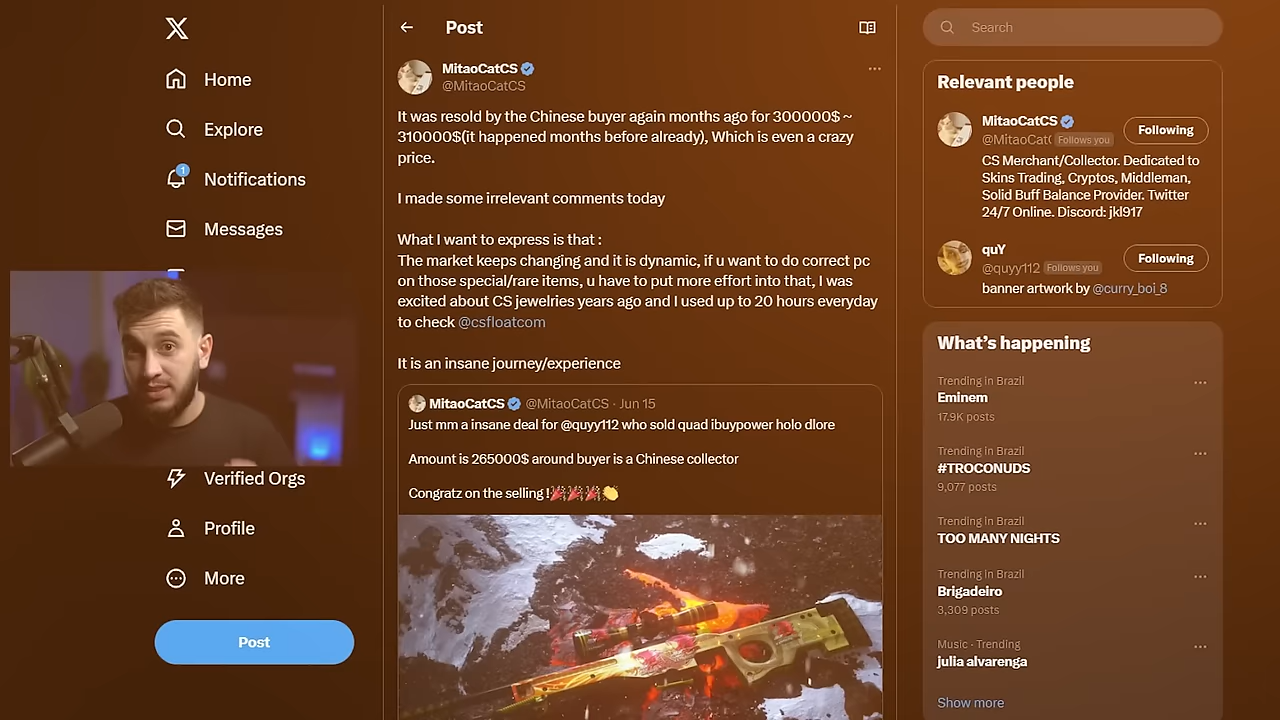 Home
Explore
1
Notifications
Messages
Verified Orgs
Profile
More
Post
Post
MitaoCatCS
@MitaoCatCS
It was resold by the Chinese buyer again months ago for 300000$ ~
310000$(it happened months before already), Which is even a crazy
price.
I made some irrelevant comments today
What I want to express is that :
The market keeps changing and it is dynamic, if u want to do correct pc
on those special/rare items, u have to put more effort into that, I was
excited about CS jewelries years ago and I used up to 20 hours everyday
to check @csfloatcom
It is an insane journey/experience
MitaoCatCS @MitaoCatCS · Jun 15
Just mm a insane deal for @quyy112 who sold quad ibuypower holo dlore
Amount is 265000$ around buyer is a Chinese collector
Congratz on the selling !🎉🎉🎉👏
Search
Relevant people
MitaoCatCS
@MitaoCat( Follows you
Following
CS Merchant/Collector. Dedicated to
Skins Trading, Cryptos, Middleman,
Solid Buff Balance Provider. Twitter
24/7 Online. Discord: jkl917
quY
@quyy112 Follows you
Following
banner artwork by @curry_boi_8
What's happening
Trending in Brazil
Eminem
17.9K posts
Trending in Brazil
#TROCONUDS
9,077 posts
Trending in Brazil
TOO MANY NIGHTS
Trending in Brazil
Brigadeiro
3,309 posts
Music · Trending
julia alvarenga
Show more